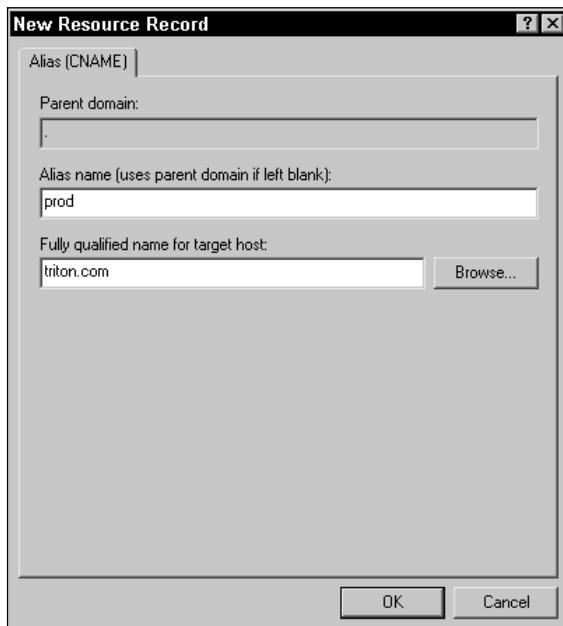 New Resource Record
Alias (CNAME)
Parent domain:
.
Alias name (uses parent domain if left blank):
prod
Fully qualified name for target host:
triton.com
Browse...
OK
Cancel